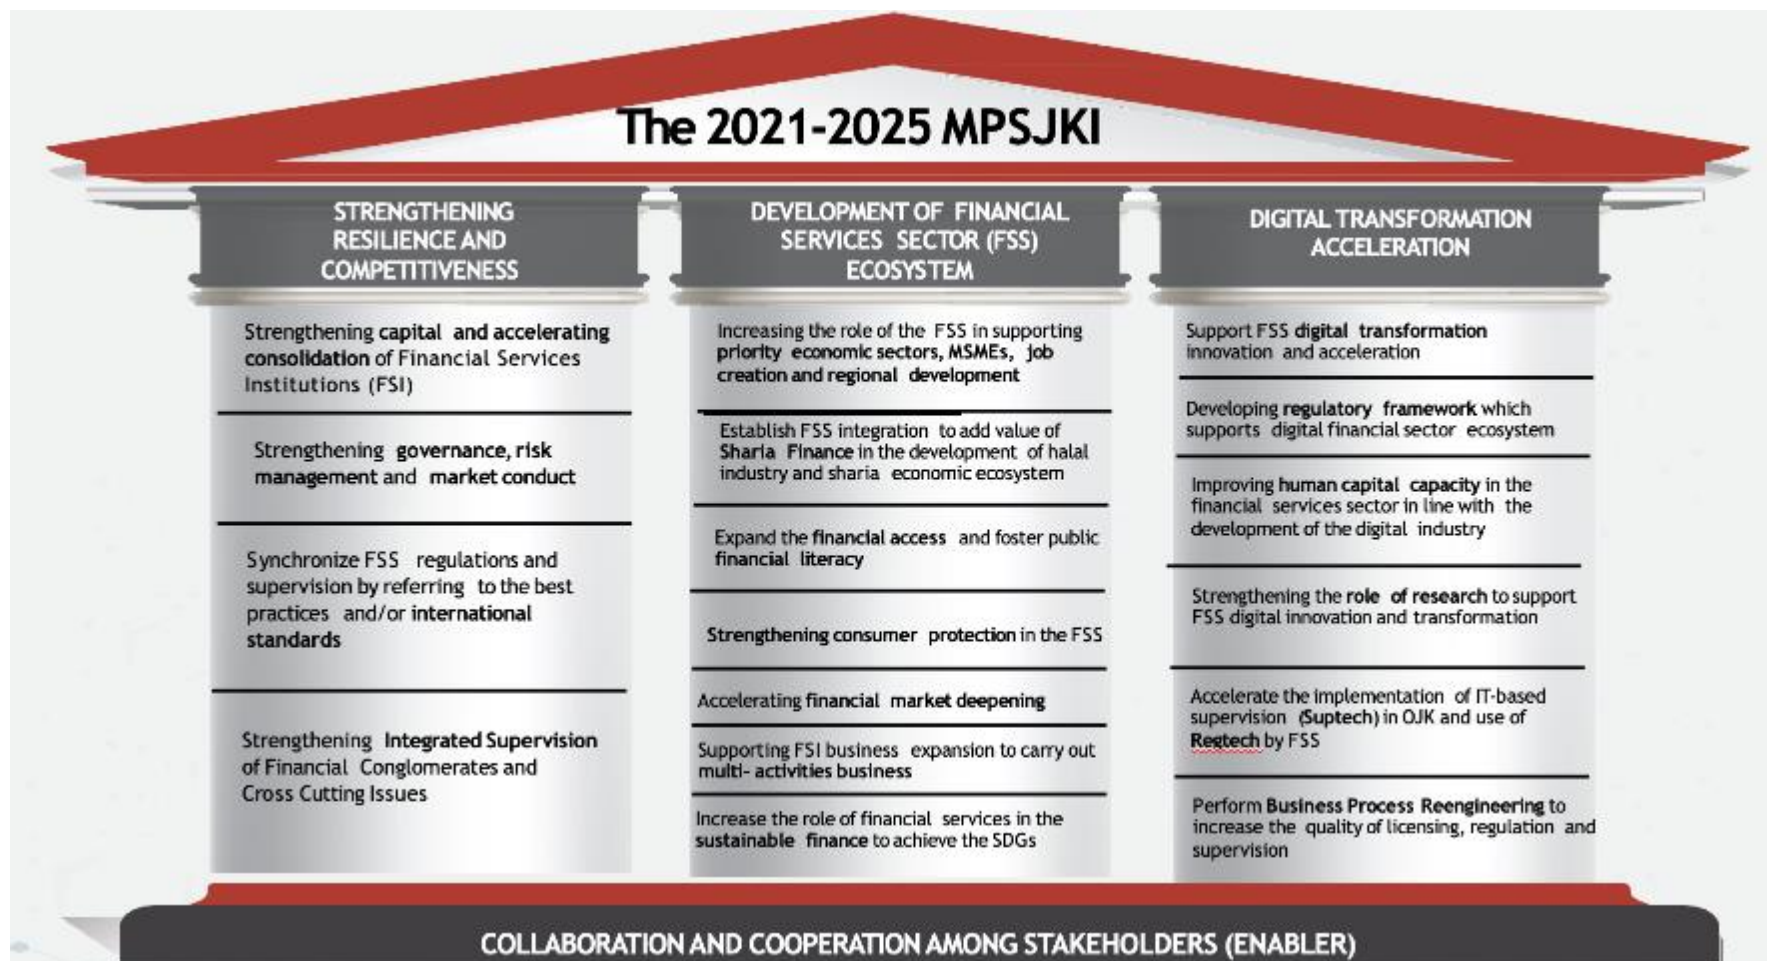 The 2021-2025 MPSJKI
STRENGTHENING
RESILIENCE AND
COMPETITIVENESS
Strengthening capital and accelerating
consolidation of Financial Services
Institutions (FSI)
Strengthening governance, risk
management and market conduct
Synchronize FSS regulations and
supervision by referring to the best
practices and/or international
standards
Strengthening Integrated Supervision
of Financial Conglomerates and
Cross Cutting Issues
DEVELOPMENT OF FINANCIAL
SERVICES SECTOR (FSS)
ECOSYSTEM
Increasing the role of the FSS in supporting
priority economic sectors, MSMEs, job
creation and regional development
Establish FSS integration to add value of
Sharia Finance in the development of halal
industry and sharia economic ecosystem
Expand the financial access and foster public
financial literacy
Strengthening consumer protection in the FSS
Accelerating financial market deepening
Supporting FSI business expansion to carry out
multi- activities business
Increase the role of financial services in the
sustainable finance to achieve the SDGs
DIGITAL TRANSFORMATION
ACCELERATION
Support FSS digital transformation
innovation and acceleration
Developing regulatory framework which
supports digital financial sector ecosystem
Improving human capital capacity in the
financial services sector in line with the
development of the digital industry
Strengthening the role of research to support
FSS digital innovation and transformation
Accelerate the implementation of IT-based
supervision (Suptech) in OJK and use of
Regtech by FSS
Perform Business Process Reengineering to
increase the quality of licensing, regulation and
supervision
COLLABORATION AND COOPERATION AMONG STAKEHOLDERS (ENABLER)